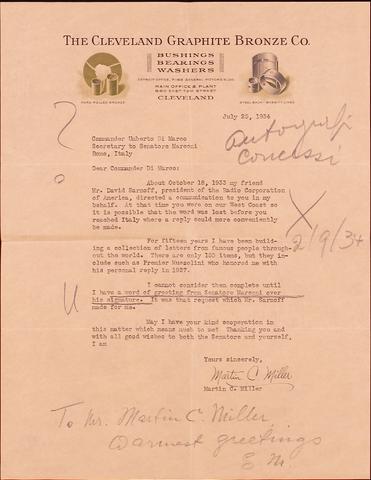 THE CLEVELAND GRAPHITE BRONZE CO.
BUSHINGS
BEARINGS
WASHERS
MAIN OFFICE & PLANT
880 EAST 72ND STREET
CLEVELAND
July 25, 1934
Autografi
concessi
Commander Umberto Di Marco
Secretary to Senatore Marconi
Rome, Italy
Dear Commander Di Marco:
About October 18, 1933 my friend
Mr. David Sarnoff, president of the Radio Corporation
of America, directed a communication to you in my
behalf. At that time you were on our West Coast so
it is possible that the word was lost before you
reached Italy where a reply could more conveniently
be made.
X
2/9/34
For fifteen years I have been build-
ing a collection of letters from famous people through-
out the world. There are only 100 items, but they in-
clude such as Premier Mussolini who honored me with
his personal reply in 1927.
I cannot consider them complete until
I have a word of greeting from Senatore Marconi over
his signature. It was that request which Mr. Sarnoff
made for me.
May I have your kind cooperation in
this matter which means much to me? Thanking you and
with all good wishes to both the Senatore and yourself,
I am
Yours sincerely,
Martin C Miller
Martin C. Miller
To Mr. Martin C. Miller
Warmest greetings
G M